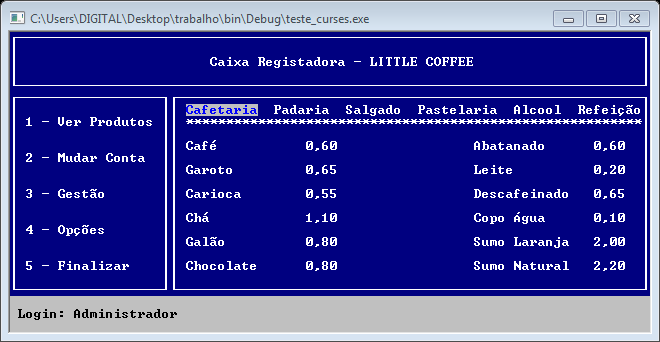 C:\Users\DIGITAL\Desktop\trabalho\bin\Debug\teste_curses.exe
Caixa Registadora - LITTLE COFFEE
1 - Ver Produtos
2 - Mudar Conta
3 - Gestão
4 - Opções
5 - Finalizar
Cafetaria Padaria Salgado Pastelaria Alcool Refeição
*********************************************************
Café 0,60 Abatanado 0,60
Garoto 0,65 Leite 0,20
Carioca 0,55 Descafeinado 0,65
Chá 1,10 Copo água 0,10
Galão 0,80 Sumo Laranja 2,00
Chocolate 0,80 Sumo Natural 2,20
Login: Administrador